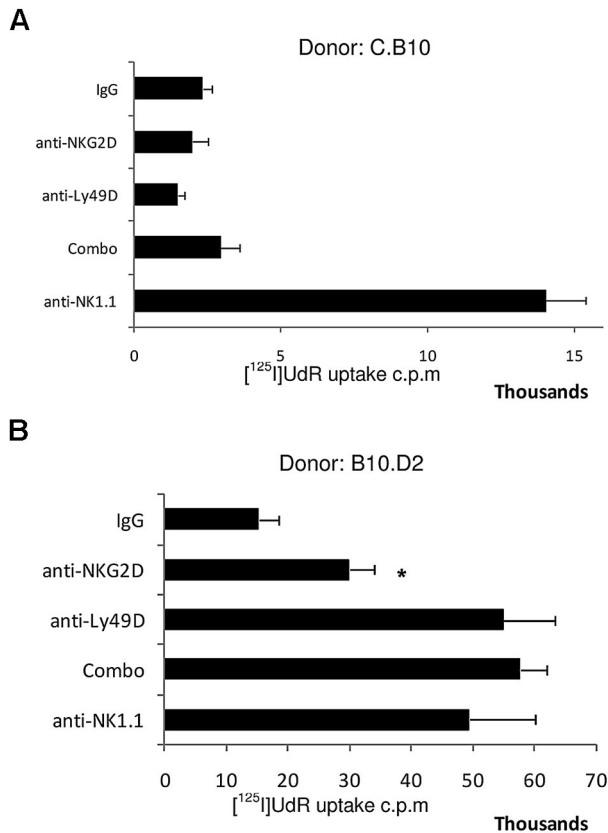 A
Donor: C.B10
IgG
anti-NKG2D
anti-Ly49D
Combo
anti-NK1.1
0 5 10 15
[125I]UdR uptake c.p.m
Thousands
B
Donor: B10.D2
IgG
anti-NKG2D
*
anti-Ly49D
Combo
anti-NK1.1
0 10 20 30 40 50 60 70
[125I]UdR uptake c.p.m
Thousands